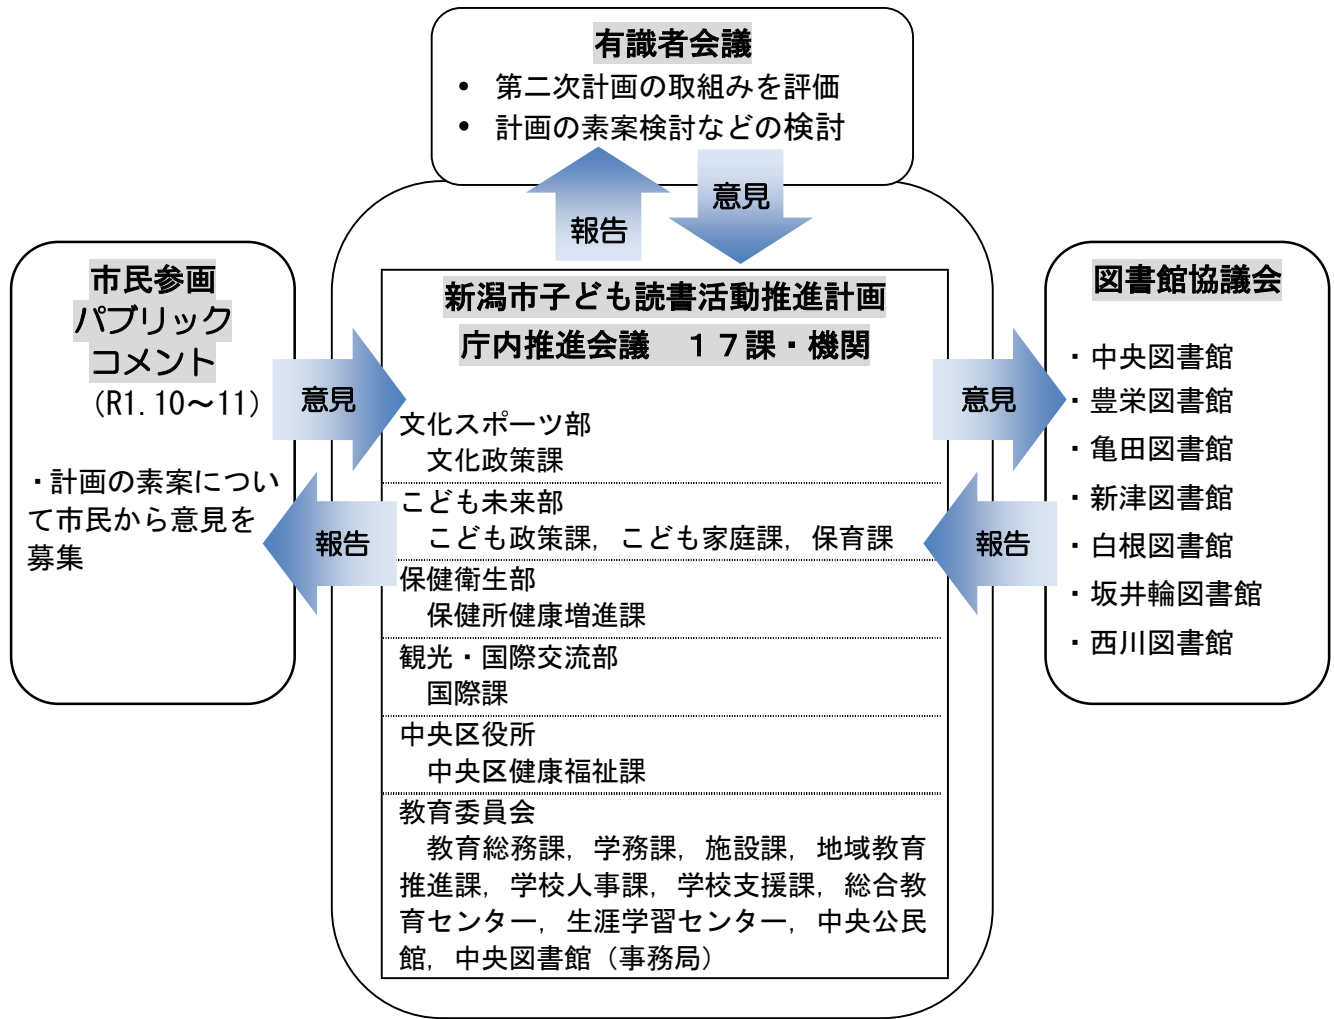 有識者会議
• 第二次計画の取組みを評価
• 計画の素案検討などの検討
報告
意見
市民参画
パブリック
コメント
（R1.10～11）
・計画の素案につい
て市民から意見を
募集
意見
報告
新潟市子ども読書活動推進計画
庁内推進会議　１７課・機関
文化スポーツ部
文化政策課
こども未来部
こども政策課，こども家庭課，保育課
保健衛生部
保健所健康増進課
観光・国際交流部
国際課
中央区役所
中央区健康福祉課
教育委員会
教育総務課，学務課，施設課，地域教育
推進課，学校人事課，学校支援課，総合教
育センター，生涯学習センター，中央公民
館，中央図書館（事務局）
意見
報告
図書館協議会
・中央図書館
・豊栄図書館
・亀田図書館
・新津図書館
・白根図書館
・坂井輪図書館
・西川図書館